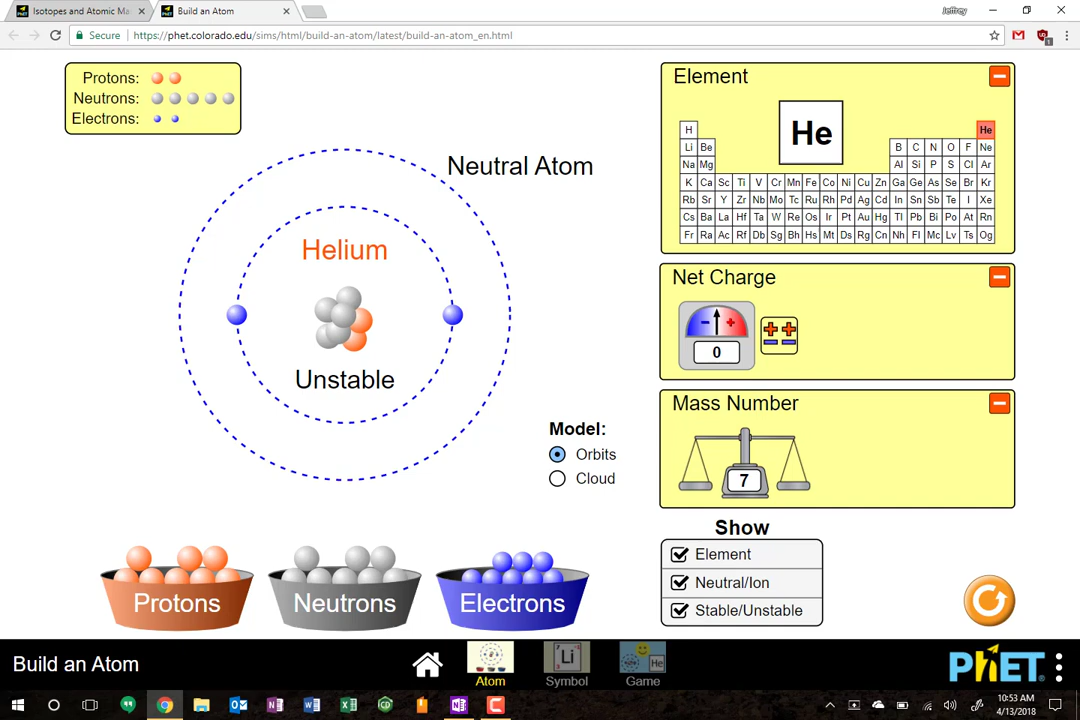 Isotopes and Atomic Ma
Build an Atom
Jeffrey
Secure
https://phet.colorado.edu/sims/html/build-an-atom/latest/build-an-atom_en.html
Protons:
Neutrons:
Electrons:
Neutral Atom
Helium
Unstable
Model:
Orbits
Cloud
Protons
Neutrons
Electrons
Element
He
H He
Li Be B C N O F Ne
Na Mg Al Si P S Cl Ar
K Ca Sc Ti V Cr Mn Fe Co Ni Cu Zn Ga Ge As Se Br Kr
Rb Sr Y Zr Nb Mo Tc Ru Rh Pd Ag Cd In Sn Sb Te I Xe
Cs Ba La Hf Ta W Re Os Ir Pt Au Hg Tl Pb Bi Po At Rn
Fr Ra Ac Rf Db Sg Bh Hs Mt Ds Rg Cn Nh Fl Mc Lv Ts Og
Net Charge
- +
0
Mass Number
7
Show
Element
Neutral/Ion
Stable/Unstable
Build an Atom
Atom
Li
Symbol
He
Game
PhET
10:53 AM
4/13/2018